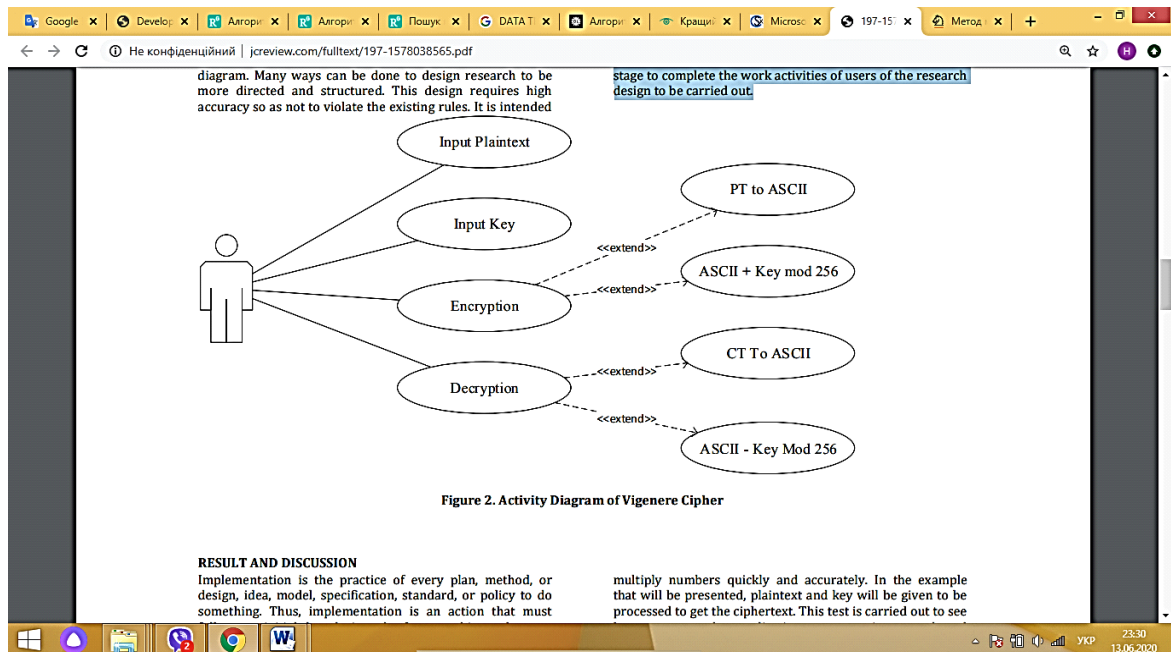 Google
Develop
Алгори
Алгори
Пошук
DATA T
Алгори
Кращий
Microso
197-15
Метод
Не конфіденційний | jcreview.com/fulltext/197-1578038565.pdf
H
diagram. Many ways can be done to design research to be
more directed and structured. This design requires high
accuracy so as not to violate the existing rules. It is intended
stage to complete the work activities of users of the research
design to be carried out.
Input Plaintext
Input Key
Encryption
Decryption
<<extend>>
<<extend>>
<<extend>>
<<extend>>
PT to ASCII
ASCII + Key mod 256
CT To ASCII
ASCII - Key Mod 256
Figure 2. Activity Diagram of Vigenere Cipher
RESULT AND DISCUSSION
Implementation is the practice of every plan, method, or
design, idea, model, specification, standard, or policy to do
something. Thus, implementation is an action that must
multiply numbers quickly and accurately. In the example
that will be presented, plaintext and key will be given to be
processed to get the ciphertext. This test is carried out to see
2
W
УКР
23:30
13.06.2020